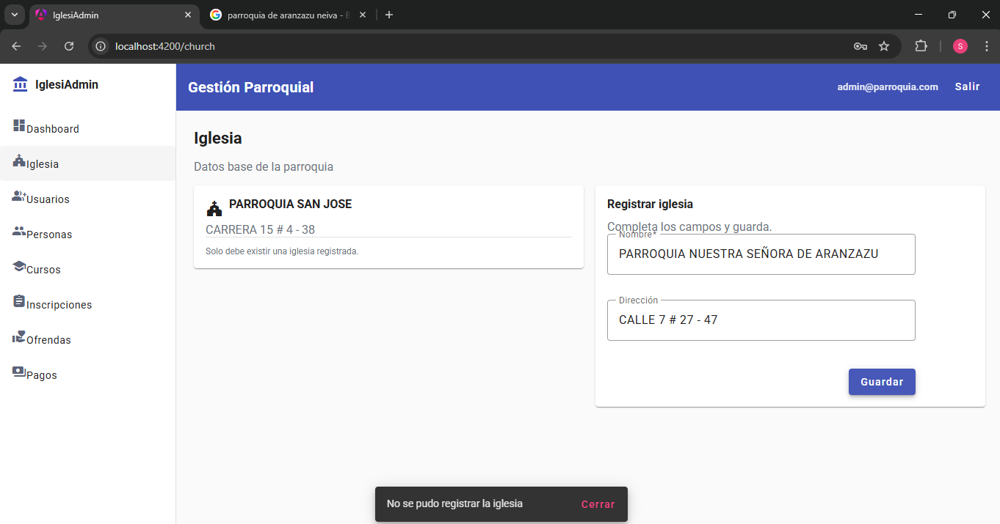 IglesiAdmin
parroquia de aranzazu neiva - B
localhost:4200/church
S
IglesiAdmin
Dashboard
Iglesia
Usuarios
Personas
Cursos
Inscripciones
Ofrendas
Pagos
Gestión Parroquial
admin@parroquia.com
Salir
Iglesia
Datos base de la parroquia
PARROQUIA SAN JOSE
CARRERA 15 # 4 - 38
Solo debe existir una iglesia registrada.
Registrar iglesia
Completa los campos y guarda.
Nombre*
PARROQUIA NUESTRA SEÑORA DE ARANZAZU
Dirección
CALLE 7 # 27 - 47
Guardar
No se pudo registrar la iglesia
Cerrar